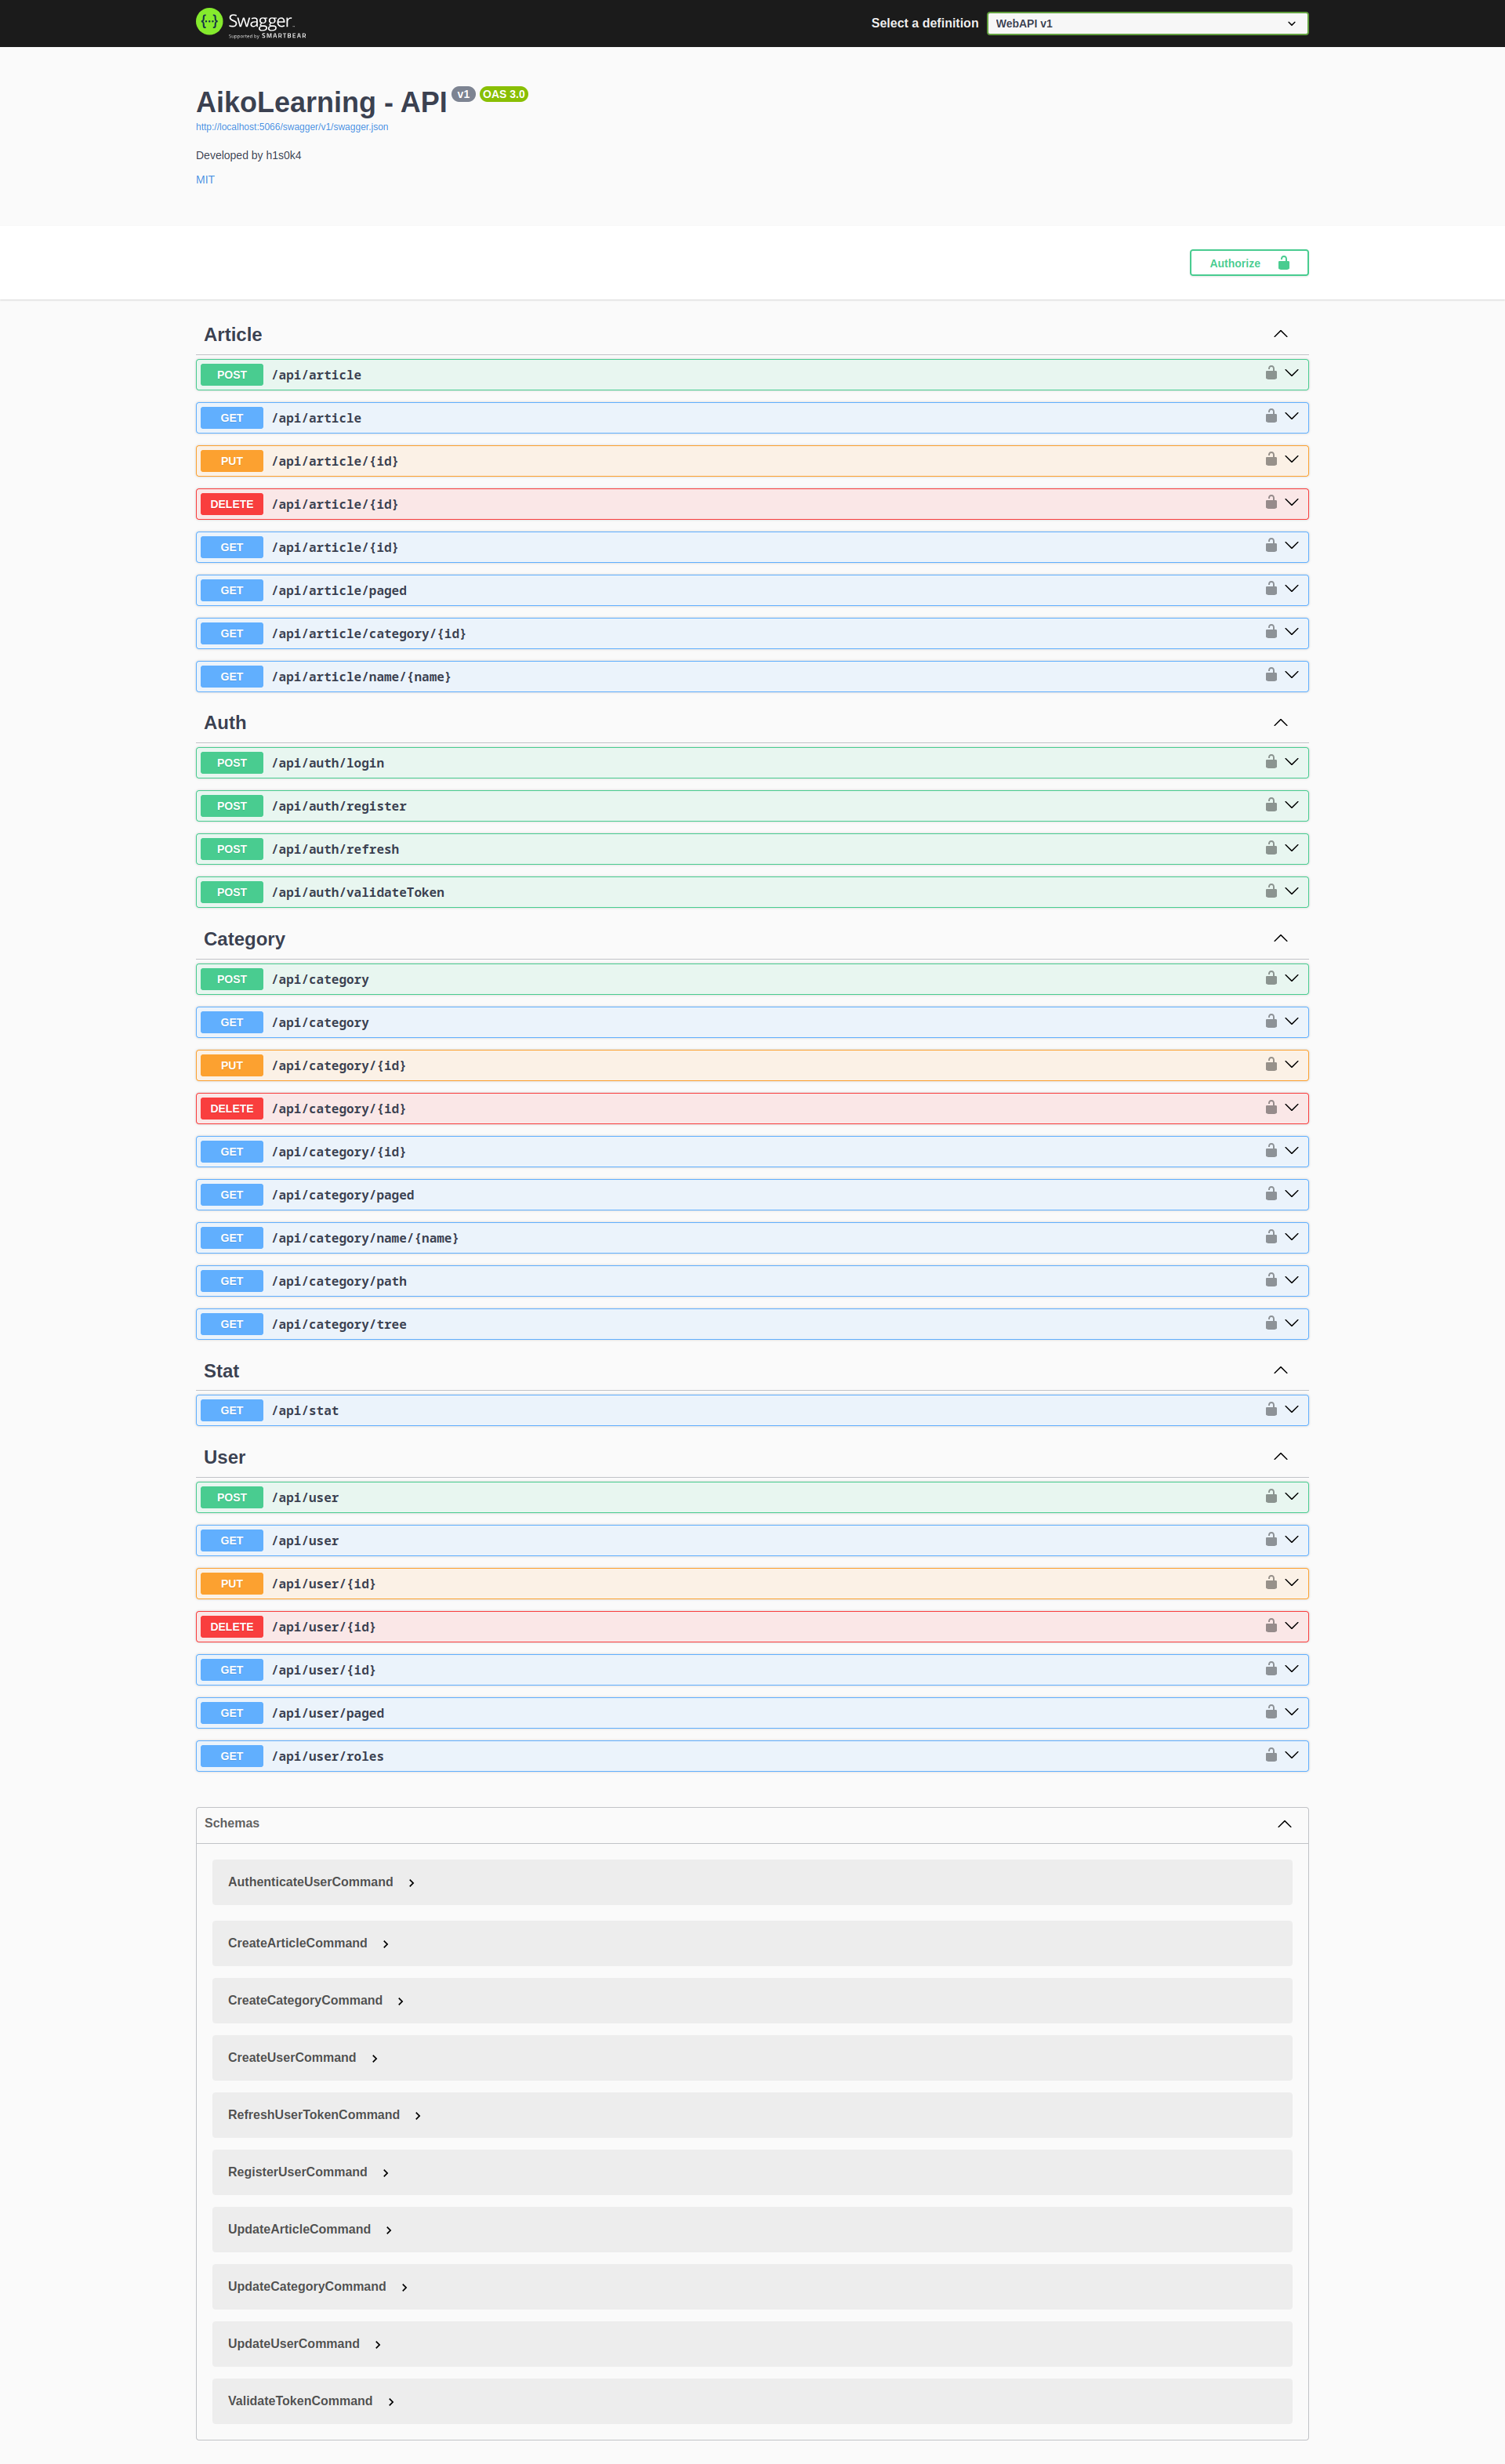 Swagger.
Supported by SMARTBEAR
Select a definition
WebAPI v1
AikoLearning - API v1 OAS 3.0
http://localhost:5066/swagger/v1/swagger.json
Developed by h1s0k4
MIT
Authorize
Article
POST /api/article
GET /api/article
PUT /api/article/{id}
DELETE /api/article/{id}
GET /api/article/{id}
GET /api/article/paged
GET /api/article/category/{id}
GET /api/article/name/{name}
Auth
POST /api/auth/login
POST /api/auth/register
POST /api/auth/refresh
POST /api/auth/validateToken
Category
POST /api/category
GET /api/category
PUT /api/category/{id}
DELETE /api/category/{id}
GET /api/category/{id}
GET /api/category/paged
GET /api/category/name/{name}
GET /api/category/path
GET /api/category/tree
Stat
GET /api/stat
User
POST /api/user
GET /api/user
PUT /api/user/{id}
DELETE /api/user/{id}
GET /api/user/{id}
GET /api/user/paged
GET /api/user/roles
Schemas
AuthenticateUserCommand
CreateArticleCommand
CreateCategoryCommand
CreateUserCommand
RefreshUserTokenCommand
RegisterUserCommand
UpdateArticleCommand
UpdateCategoryCommand
UpdateUserCommand
ValidateTokenCommand